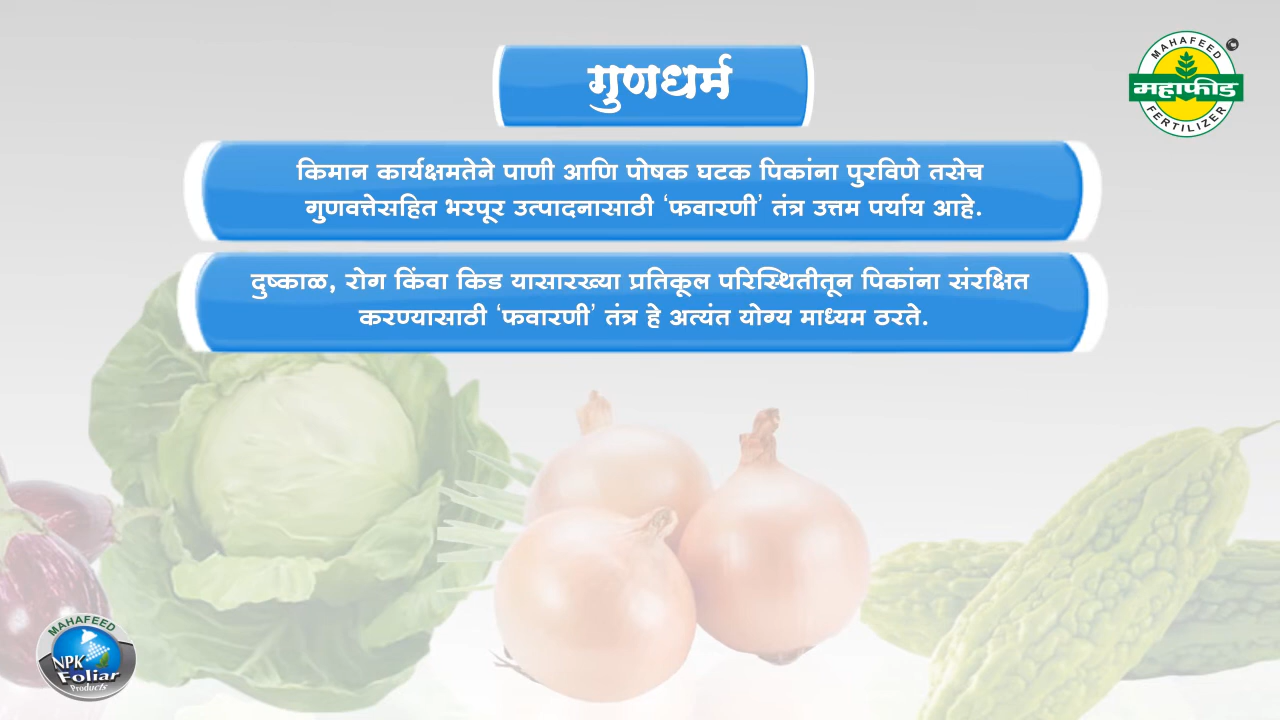 गुणधर्म
MAHAFEED
महाफीड
FERTILIZER
किमान कार्यक्षमतेने पाणी आणि पोषक घटक पिकांना पुरविणे तसेच
गुणवत्तेसहित भरपूर उत्पादनासाठी ‘फवारणी’ तंत्र उत्तम पर्याय आहे.
दुष्काळ, रोग किंवा किड यासारख्या प्रतिकूल परिस्थितीतून पिकांना संरक्षित
करण्यासाठी ‘फवारणी’ तंत्र हे अत्यंत योग्य माध्यम ठरते.
MAHAFEED
NPK
Foliar
Products